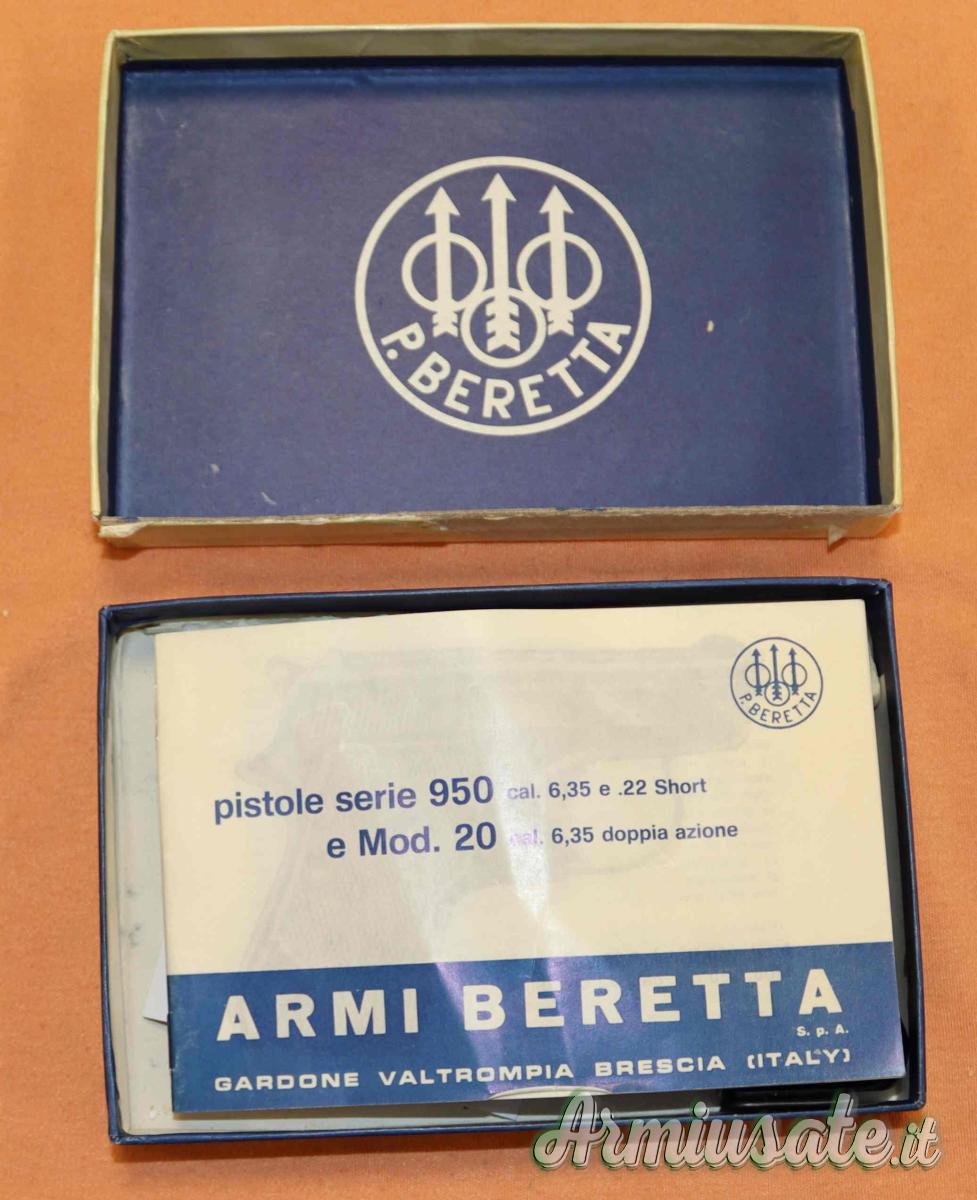 P. BERETTA
P. BERETTA
pistole serie 950 cal. 6,35 e .22 Short
e Mod. 20 cal. 6,35 doppia azione
ARMI BERETTA
S. p. A.
GARDONE VALTROMPIA BRESCIA (ITALY)
Armiusate.it